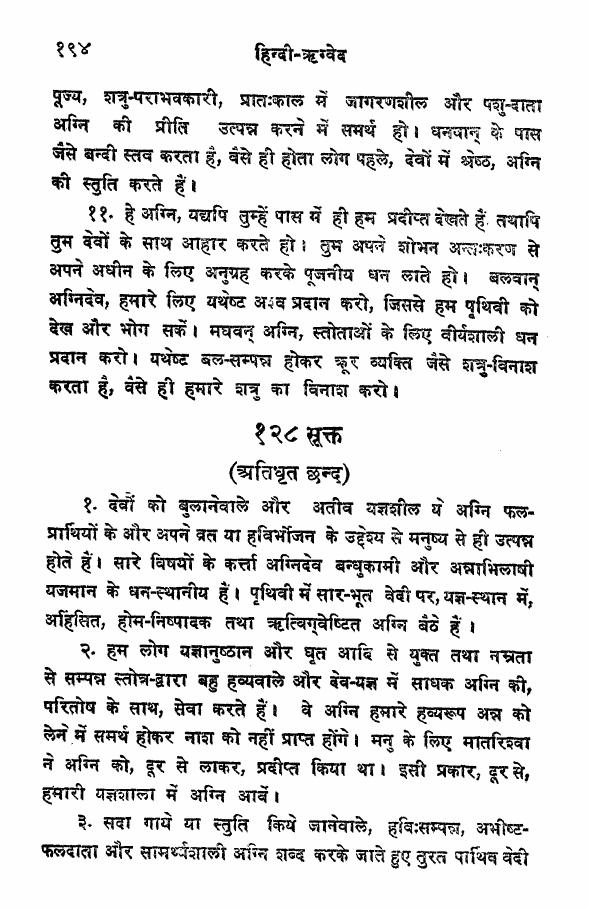 १९४
हिन्दी-ऋग्वेद
पूज्य, शत्रु-पराभवकारी, प्रातःकाल में जागरणशील और पशु-दाता
अग्नि की प्रीति उत्पन्न करने में समर्थ हो। धनवान् के पास
जैसे बन्दी स्तव करता है, वैसे ही होता लोग पहले, देवों में श्रेष्ठ, अग्नि
की स्तुति करते हैं।
११. हे अग्नि, यद्यपि तुम्हें पास में ही हम प्रदीप्त देखते हैं तथापि
तुम देवों के साथ आहार करते हो। तुम अपने शोभन अन्तःकरण से
अपने अधीन के लिए अनुग्रह करके पूजनीय धन लाते हो। बलवान्
अग्निदेव, हमारे लिए यथेष्ट अन्न प्रदान करो, जिससे हम पृथिवी को
देख और भोग सकें। मघवन् अग्नि, स्तोताओं के लिए वीर्यशाली धन
प्रदान करो। यथेष्ट बल-सम्पन्न होकर क्रूर व्यक्ति जैसे शत्रु-विनाश
करता है, वैसे ही हमारे शत्रु का विनाश करो।
१२८ सूक्त
(अतिधृत छन्द)
१. देवों को बुलानेवाले और अतीव यज्ञशील ये अग्नि फल-
प्रार्थियों के और अपने व्रत या हविर्भोजन के उद्देश्य से मनुष्य से ही उत्पन्न
होते हैं। सारे विषयों के कर्त्ता अग्निदेव बन्धुकामी और अन्नाभिलाषी
यजमान के धन-स्थानीय हैं। पृथिवी में सार-भूत वेदी पर, यज्ञ-स्थान में,
अहिंसित, होम-निष्पादक तथा ऋत्विग्वेष्टित अग्नि बैठे हैं।
२. हम लोग यज्ञानुष्ठान और घृत आदि से युक्त तथा नम्रता
से सम्पन्न स्तोत्र-द्वारा बहु हव्यवाले और देव-यज्ञ में साधक अग्नि की,
परितोष के साथ, सेवा करते हैं। वे अग्नि हमारे हव्यरूप अन्न को
लेने में समर्थ होकर नाश को नहीं प्राप्त होंगे। मनु के लिए मातरिश्वा
ने अग्नि को, दूर से लाकर, प्रदीप्त किया था। इसी प्रकार, दूर से,
हमारी यज्ञशाला में अग्नि आवें।
३. सदा गाये या स्तुति किये जानेवाले, हविःसम्पन्न, अभीष्ट-
फलदाता और सामर्थ्यशाली अग्नि शब्द करके जाते हुए तुरत पार्थिव वेदी